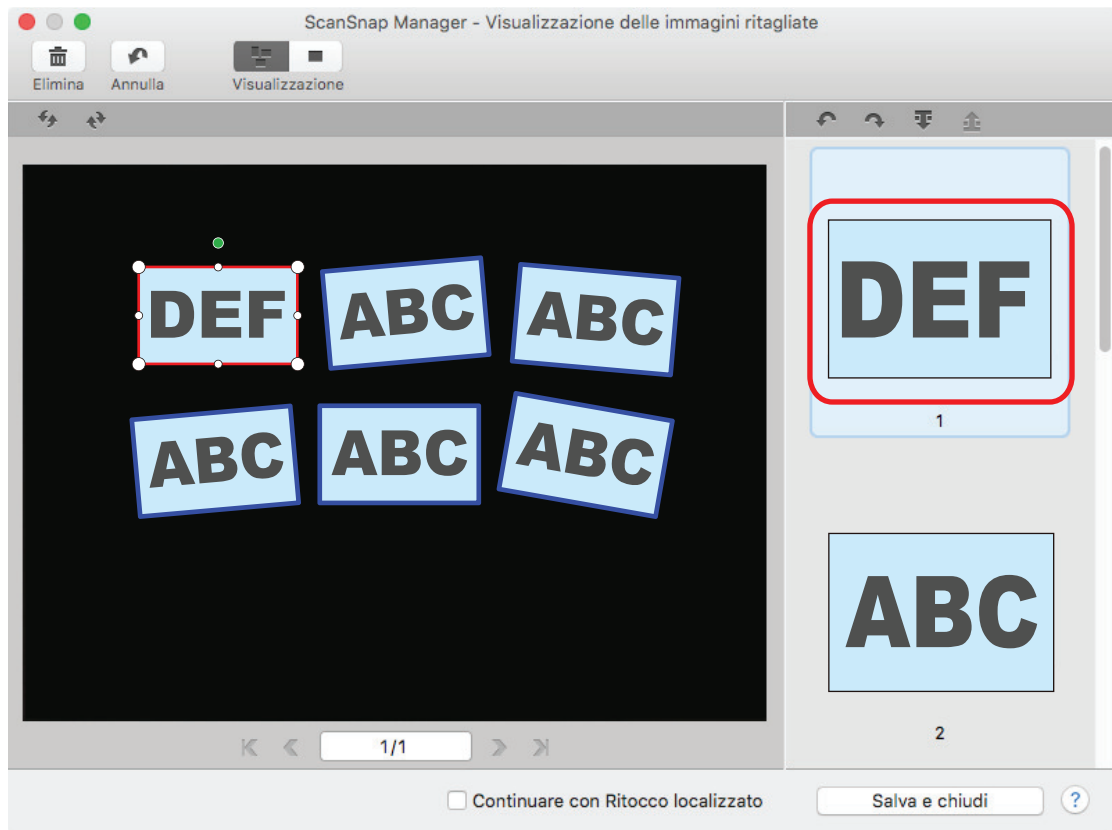 ScanSnap Manager - Visualizzazione delle immagini ritagliate
Elimina Annulla Visualizzazione
DEF ABC ABC
ABC ABC ABC
DEF
1
ABC
2
1/1
Continuare con Ritocco localizzato Salva e chiudi ?